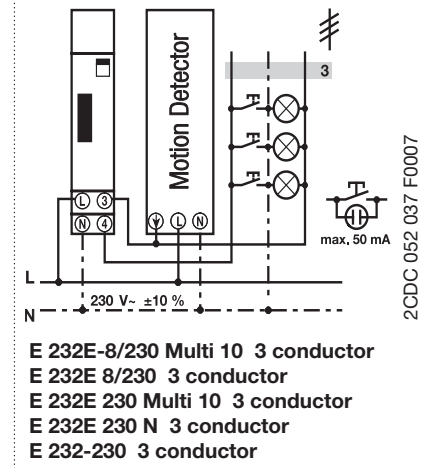 Motion Detector
3
L 3
N 4
L N
max. 50 mA
2CDC 052 037 F0007
L
230 V~ ±10 %
N
E 232E-8/230 Multi 10 3 conductor
E 232E 8/230 3 conductor
E 232E 230 Multi 10 3 conductor
E 232E 230 N 3 conductor
E 232-230 3 conductor